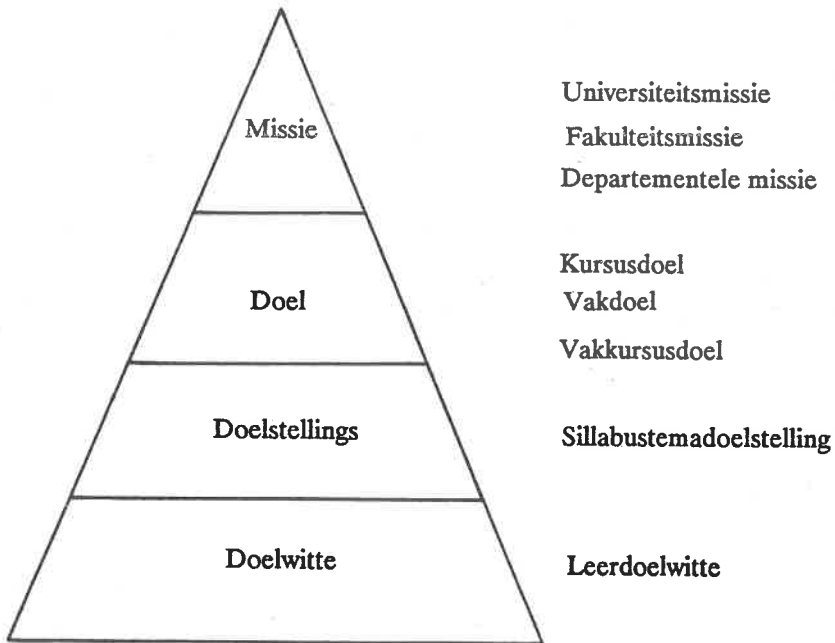 Universiteitsmissie
Missie
Fakulteitsmissie
Departementele missie
Kursusdoel
Doel
Vakdoel
Vakkursusdoel
Doelstellings
Sillabustemadoelstelling
Doelwitte
Leerdoelwitte